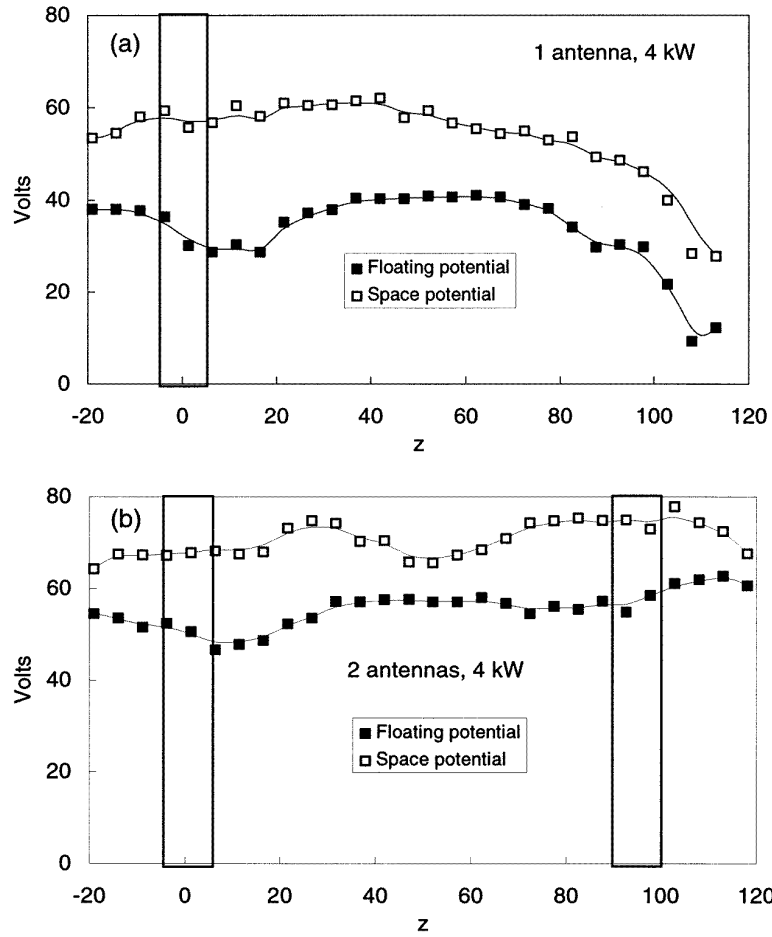 80
(a)
1 antenna, 4 kW
60
Volts
40
Floating potential
Space potential
20
0
-20 0 20 40 60 80 100 120
z
80
(b)
60
Volts
2 antennas, 4 kW
40
Floating potential
Space potential
20
0
-20 0 20 40 60 80 100 120
z